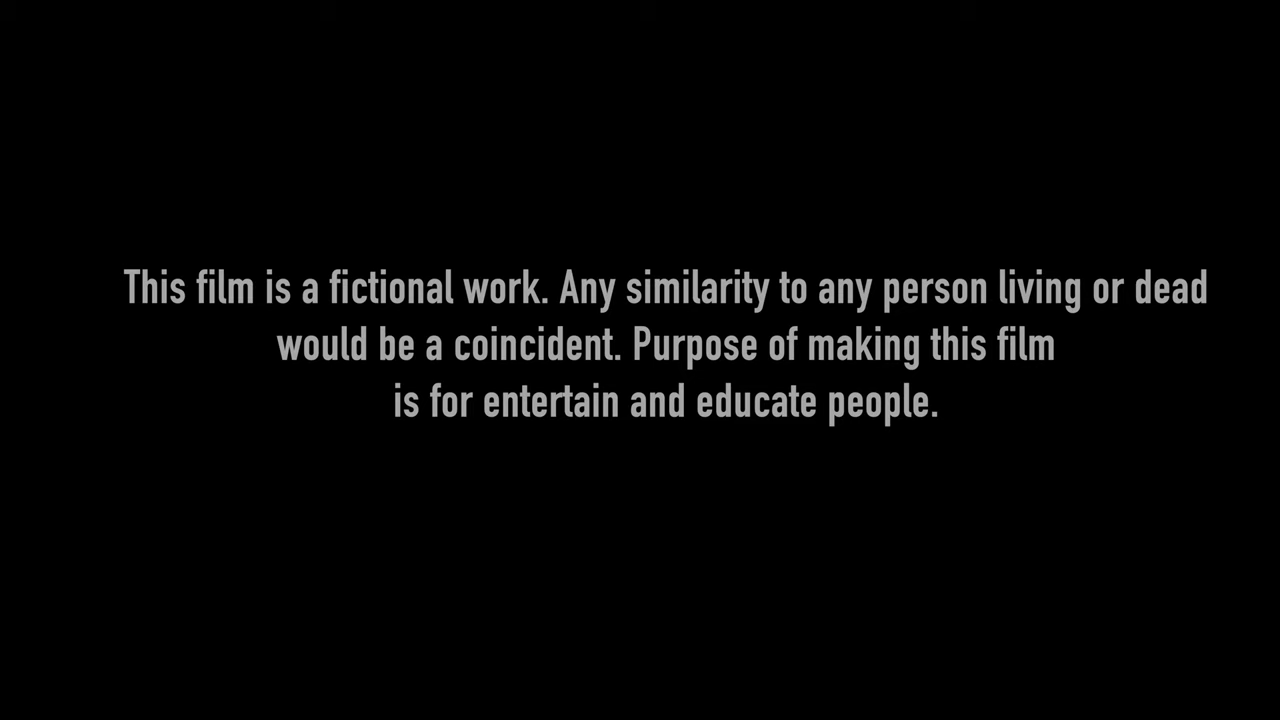 This film is a fictional work. Any similarity to any person living or dead
would be a coincident. Purpose of making this film
is for entertain and educate people.